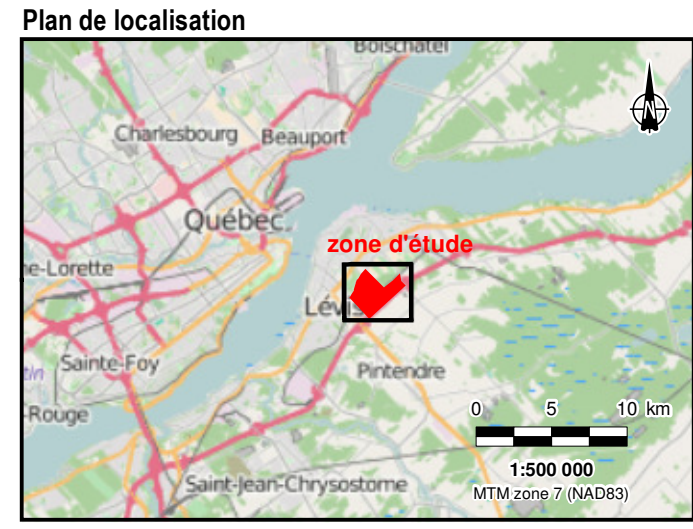 Plan de localisation
Boischatel
N
Charlesbourg
Beauport
Québec
zone d'étude
e-Lorette
Lévis
Sainte-Foy
Pintendre
tin
-Rouge
0 5 10 km
1:500 000
Saint-Jean-Chrysostome
MTM zone 7 (NAD83)